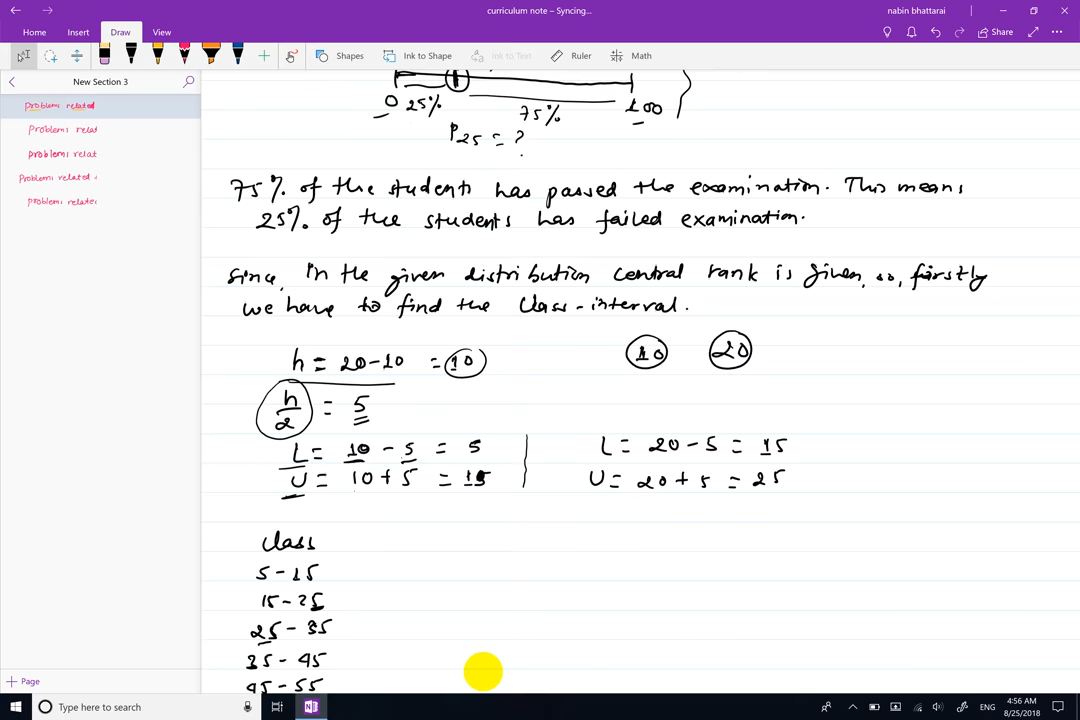 curriculum note - Syncing...
nabin bhattarai
Home Insert Draw View
Share
Shapes Ink to Shape Ink to Text Ruler Math
New Section 3
Problems related
Problems relat
Problems relat
Problems related
problems relate
0 25% 75% 100
P25 = ?
75% of the students has passed the examination. This means
25% of the students has failed examination.
Since, In the given distribution central rank is given, so, firstly
we have to find the class-interval.
h = 20-10 = 10 10 20
h/2 = 5
L = 10 - 5 = 5 L = 20 - 5 = 15
U = 10 + 5 = 15 U = 20 + 5 = 25
class
5 - 15
15 - 25
25 - 35
35 - 45
45 - 55
+ Page
Type here to search
ENG
4:56 AM
8/25/2018